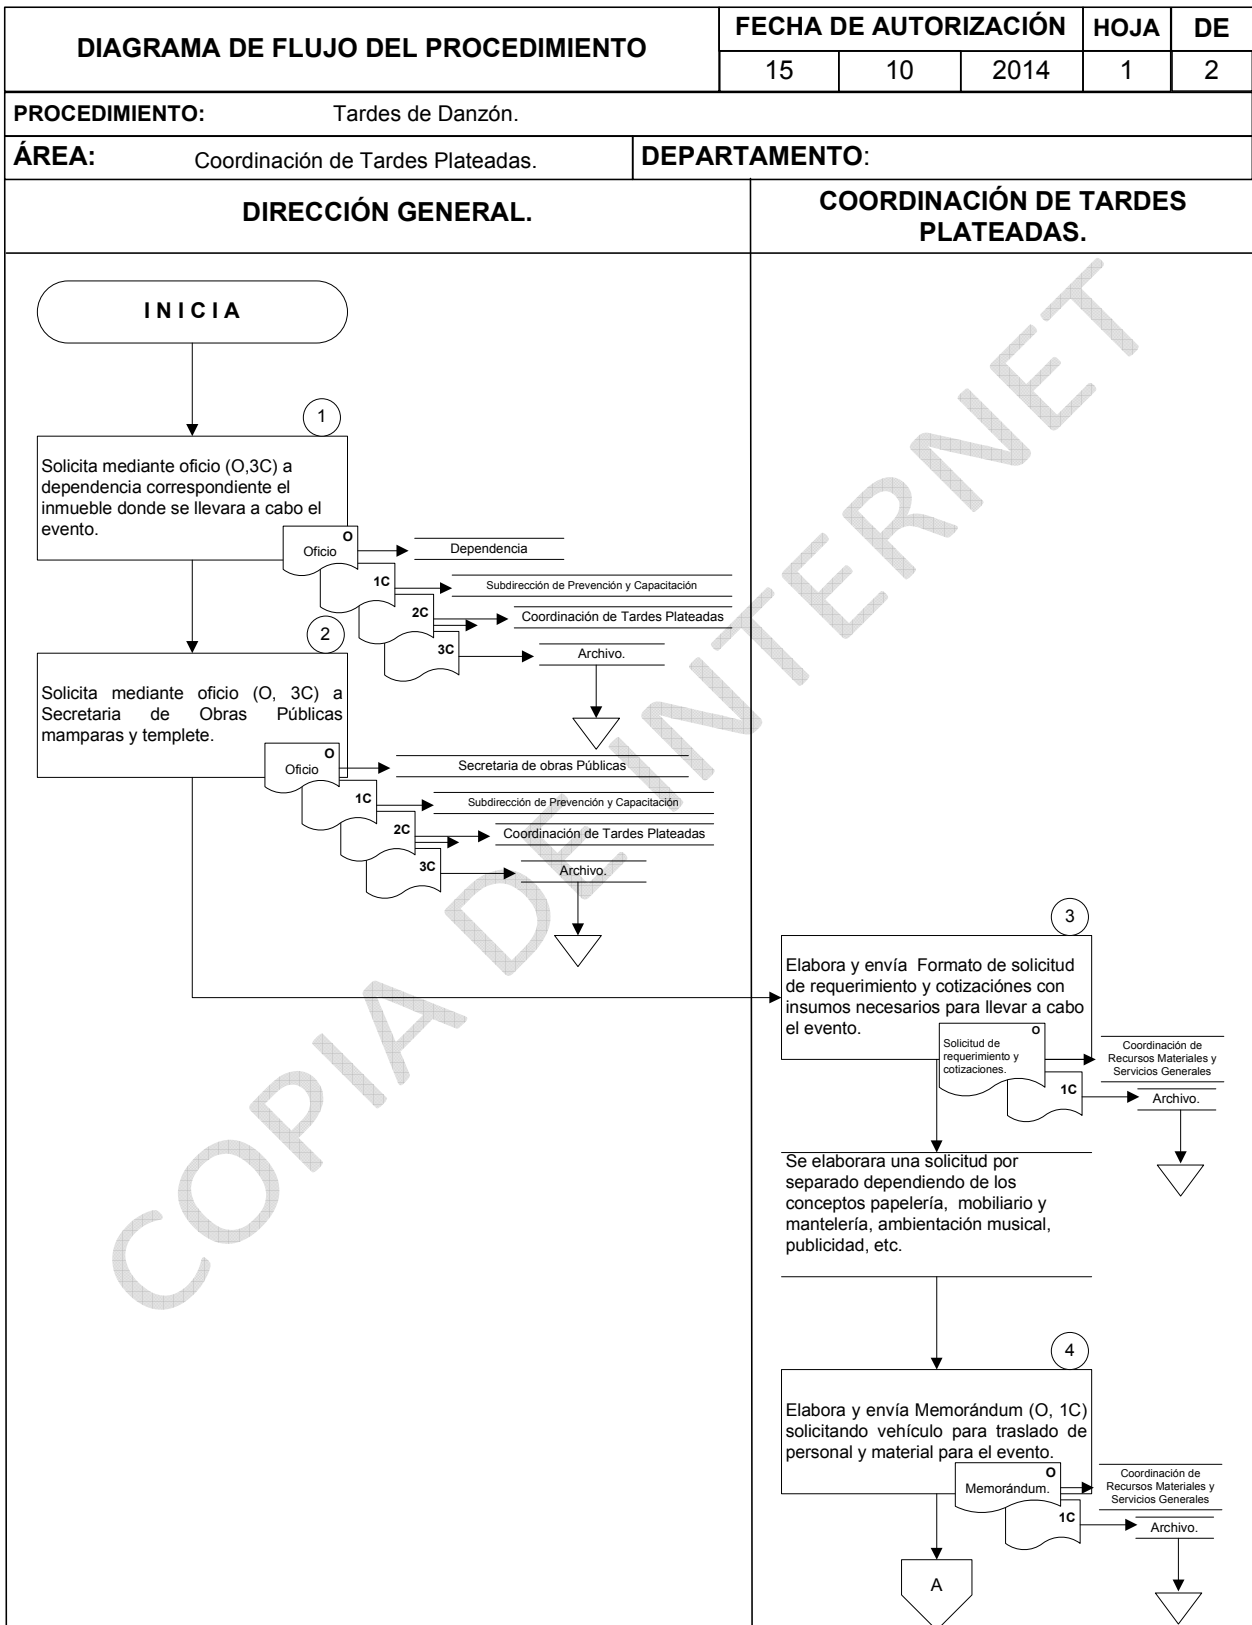 DIAGRAMA DE FLUJO DEL PROCEDIMIENTO
FECHA DE AUTORIZACIÓN
HOJA
DE
15
10
2014
1
2
PROCEDIMIENTO: Tardes de Danzón.
ÁREA: Coordinación de Tardes Plateadas.
DEPARTAMENTO:
DIRECCIÓN GENERAL.
COORDINACIÓN DE TARDES
PLATEADAS.
I N I C I A
1
Solicita mediante oficio (O,3C) a
dependencia correspondiente el
inmueble donde se llevara a cabo el
evento.
O
Oficio
Dependencia
1C
Subdirección de Prevención y Capacitación
2C
Coordinación de Tardes Plateadas
3C
Archivo.
2
Solicita mediante oficio (O, 3C) a
Secretaria de Obras Públicas
mamparas y templete.
O
Oficio
Secretaria de obras Públicas
1C
Subdirección de Prevención y Capacitación
2C
Coordinación de Tardes Plateadas
3C
Archivo.
3
Elabora y envía Formato de solicitud
de requerimiento y cotizaciónes con
insumos necesarios para llevar a cabo
el evento.
O
Solicitud de
requerimiento y
cotizaciones.
Coordinación de
Recursos Materiales y
Servicios Generales
1C
Archivo.
Se elaborara una solicitud por
separado dependiendo de los
conceptos papelería, mobiliario y
mantelería, ambientación musical,
publicidad, etc.
4
Elabora y envía Memorándum (O, 1C)
solicitando vehículo para traslado de
personal y material para el evento.
O
Memorándum.
Coordinación de
Recursos Materiales y
Servicios Generales
1C
Archivo.
A
COPIA DE INTERNET